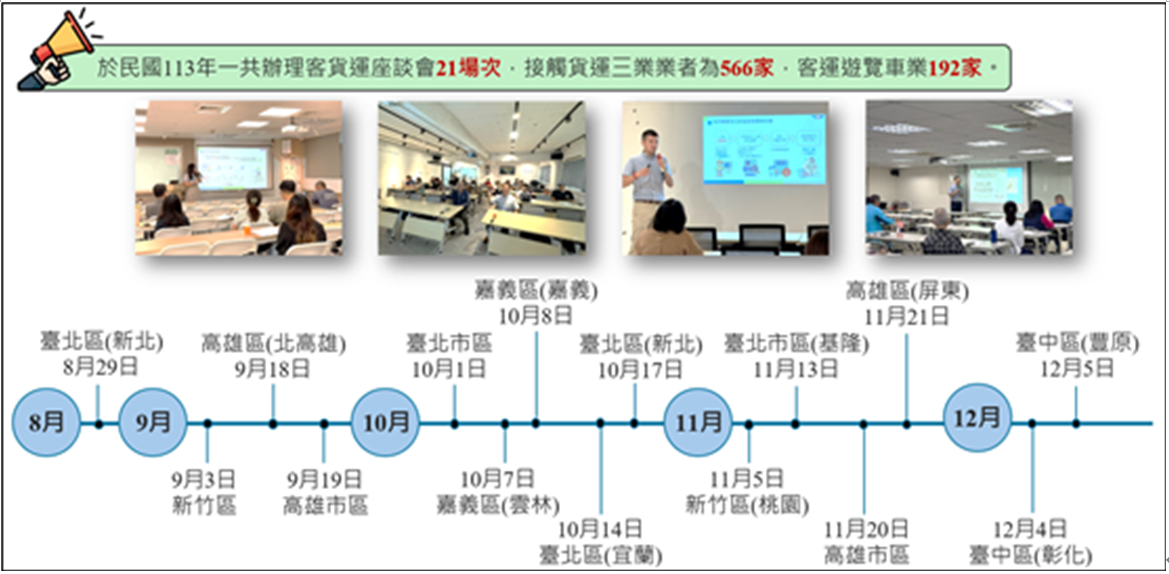 於民國113年一共辦理客貨運座談會21場次，接觸貨運三業業者為566家，客運遊覽車業192家。
嘉義區(嘉義)
10月8日
高雄區(屏東)
11月21日
臺北區(新北)
8月29日
高雄區(北高雄)
9月18日
臺北市區
10月1日
臺北區(新北)
10月17日
臺北市區(基隆)
11月13日
臺中區(豐原)
12月5日
8月
9月
10月
11月
12月
9月3日
新竹區
9月19日
高雄市區
10月7日
嘉義區(雲林)
11月5日
新竹區(桃園)
10月14日
臺北區(宜蘭)
11月20日
高雄市區
12月4日
臺中區(彰化)